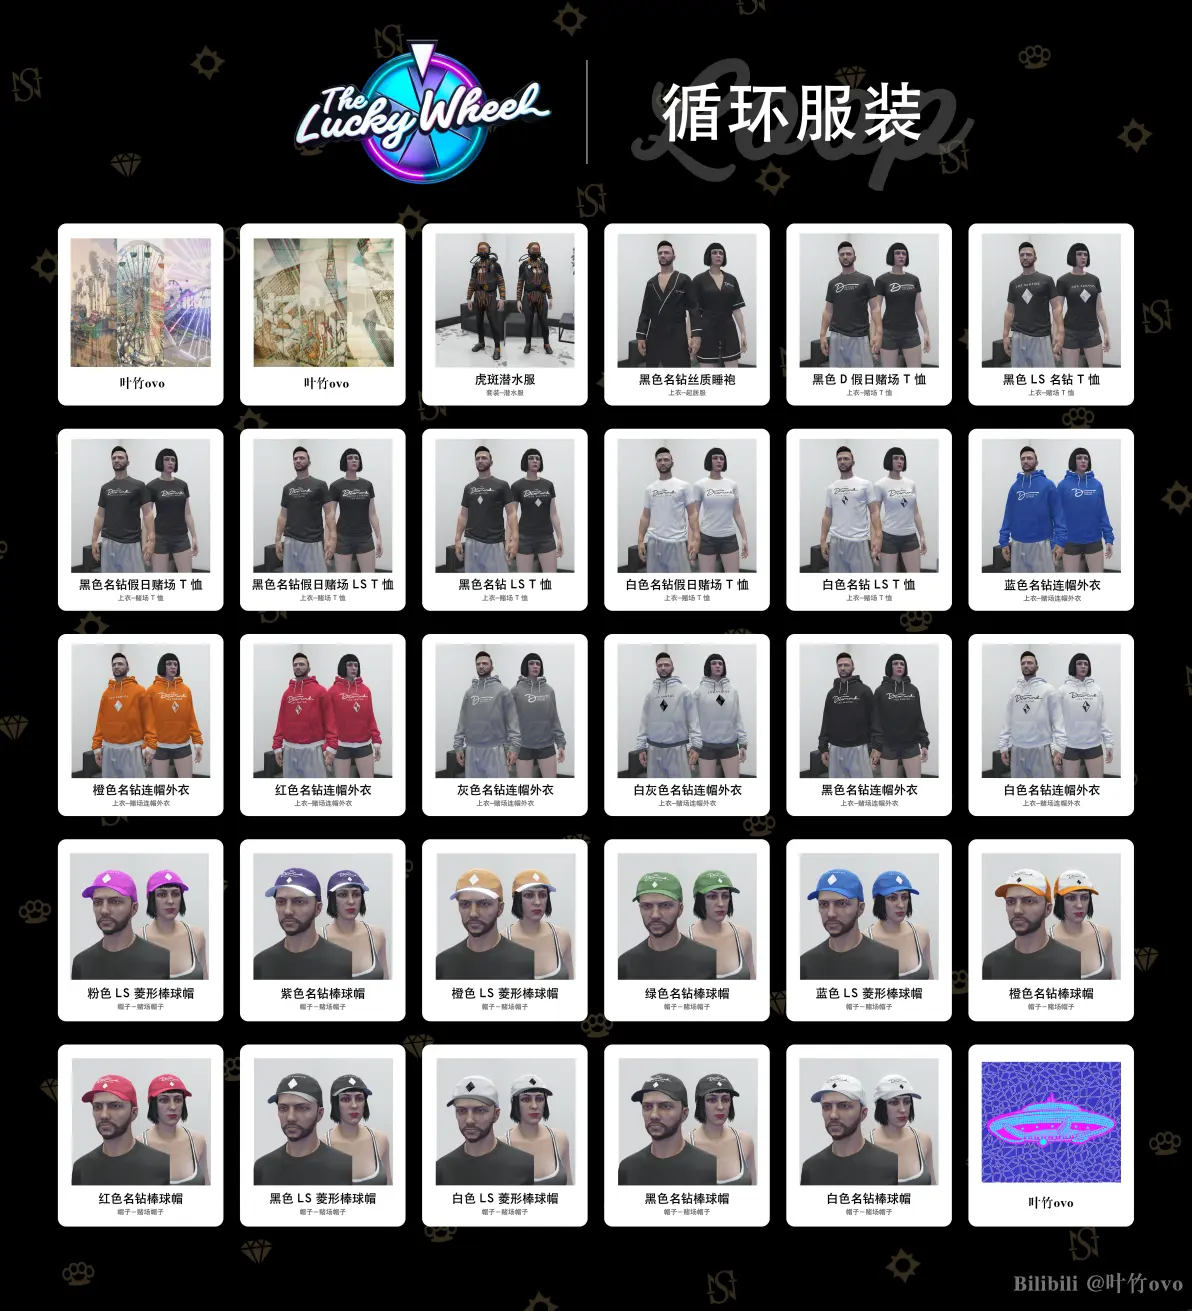 The
Lucky Wheel
Loop
循环服装
叶竹ovo
叶竹ovo
虎斑潜水服
套装–潜水服
黑色名钻丝质睡袍
上衣–起居服
黑色 D 假日赌场 T 恤
上衣–赌场 T 恤
黑色 LS 名钻 T 恤
上衣–赌场 T 恤
黑色名钻假日赌场 T 恤
上衣–赌场 T 恤
黑色名钻假日赌场 LS T 恤
上衣–赌场 T 恤
黑色名钻 LS T 恤
上衣–赌场 T 恤
白色名钻假日赌场 T 恤
上衣–赌场 T 恤
白色名钻 LS T 恤
上衣–赌场 T 恤
蓝色名钻连帽外衣
上衣–赌场连帽外衣
橙色名钻连帽外衣
上衣–赌场连帽外衣
红色名钻连帽外衣
上衣–赌场连帽外衣
灰色名钻连帽外衣
上衣–赌场连帽外衣
白灰色名钻连帽外衣
上衣–赌场连帽外衣
黑色名钻连帽外衣
上衣–赌场连帽外衣
白色名钻连帽外衣
上衣–赌场连帽外衣
粉色 LS 菱形棒球帽
帽子–赌场帽子
紫色名钻棒球帽
帽子–赌场帽子
橙色 LS 菱形棒球帽
帽子–赌场帽子
绿色名钻棒球帽
帽子–赌场帽子
蓝色 LS 菱形棒球帽
帽子–赌场帽子
橙色名钻棒球帽
帽子–赌场帽子
红色名钻棒球帽
帽子–赌场帽子
黑色 LS 菱形棒球帽
帽子–赌场帽子
白色 LS 菱形棒球帽
帽子–赌场帽子
黑色名钻棒球帽
帽子–赌场帽子
白色名钻棒球帽
帽子–赌场帽子
叶竹ovo
Bilibili @叶竹ovo